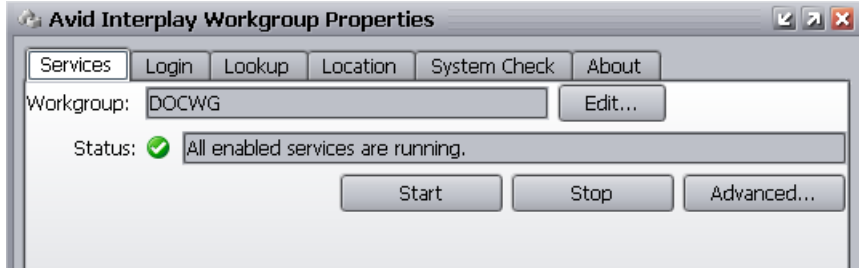 Avid Interplay Workgroup Properties
Services Login Lookup Location System Check About
Workgroup: DOCWG Edit...
Status: All enabled services are running.
Start Stop Advanced...